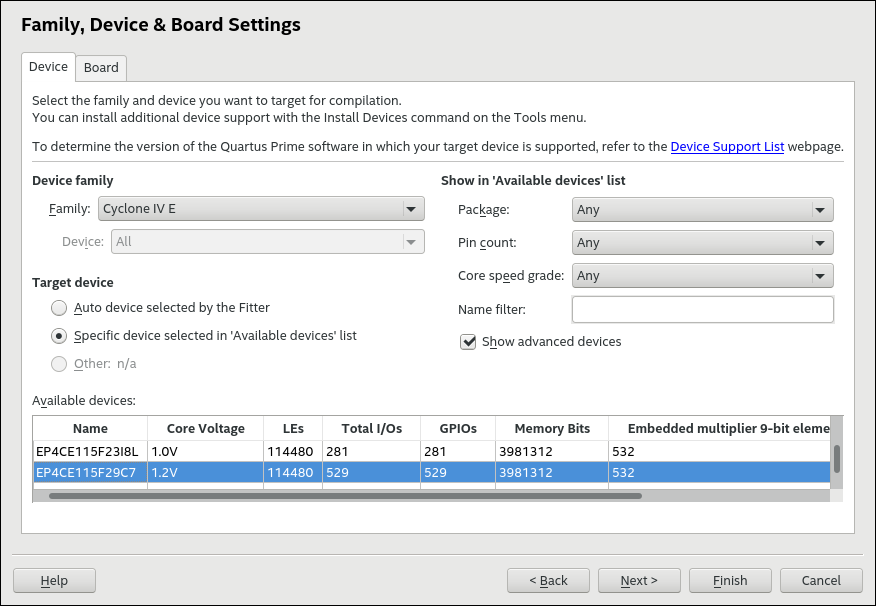 Family, Device & Board Settings
Device Board
Select the family and device you want to target for compilation.
You can install additional device support with the Install Devices command on the Tools menu.
To determine the version of the Quartus Prime software in which your target device is supported, refer to the Device Support List webpage.
Device family
Family: Cyclone IV E
Device: All
Target device
Auto device selected by the Fitter
Specific device selected in 'Available devices' list
Other: n/a
Show in 'Available devices' list
Package: Any
Pin count: Any
Core speed grade: Any
Name filter:
Show advanced devices
Available devices:
Name Core Voltage LEs Total I/Os GPIOs Memory Bits Embedded multiplier 9-bit eleme
EP4CE115F23I8L 1.0V 114480 281 281 3981312 532
EP4CE115F29C7 1.2V 114480 529 529 3981312 532
Help < Back Next > Finish Cancel